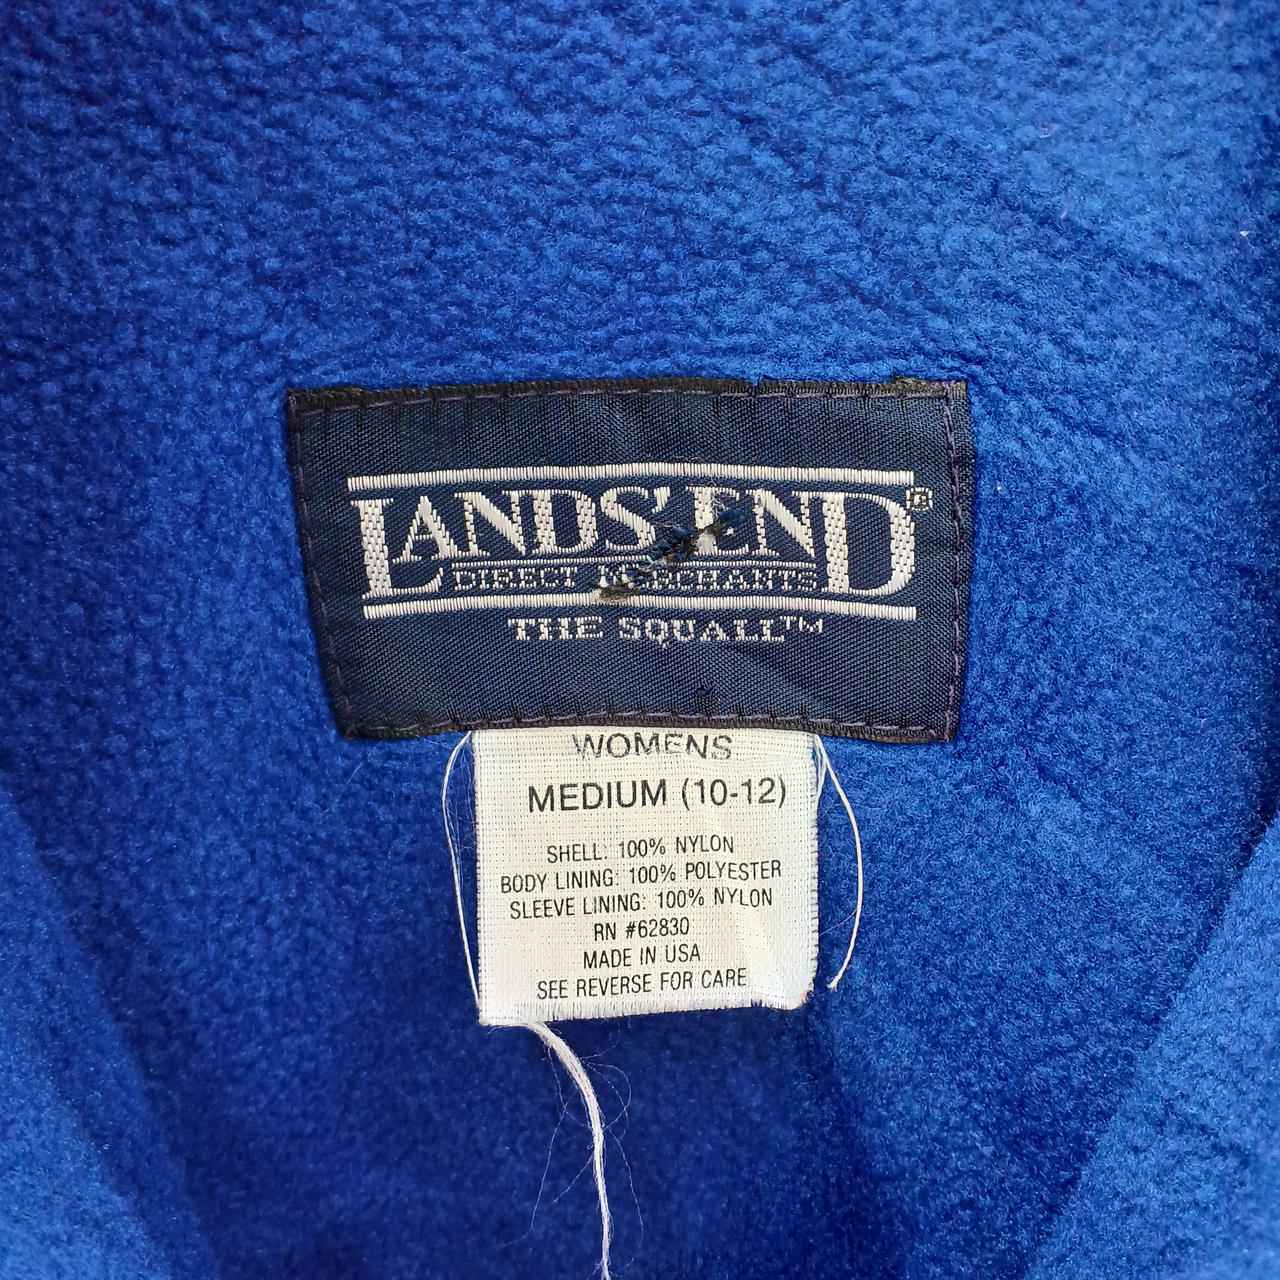 LANDS' END®
DIRECT MERCHANTS
THE SQUALL™
WOMENS
MEDIUM (10-12)
SHELL: 100% NYLON
BODY LINING: 100% POLYESTER
SLEEVE LINING: 100% NYLON
RN #62830
MADE IN USA
SEE REVERSE FOR CARE